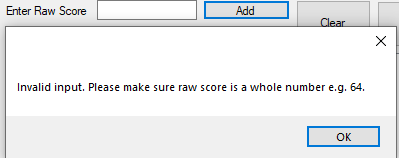 Enter Raw Score Add Clear
Invalid input. Please make sure raw score is a whole number e.g. 64.
OK